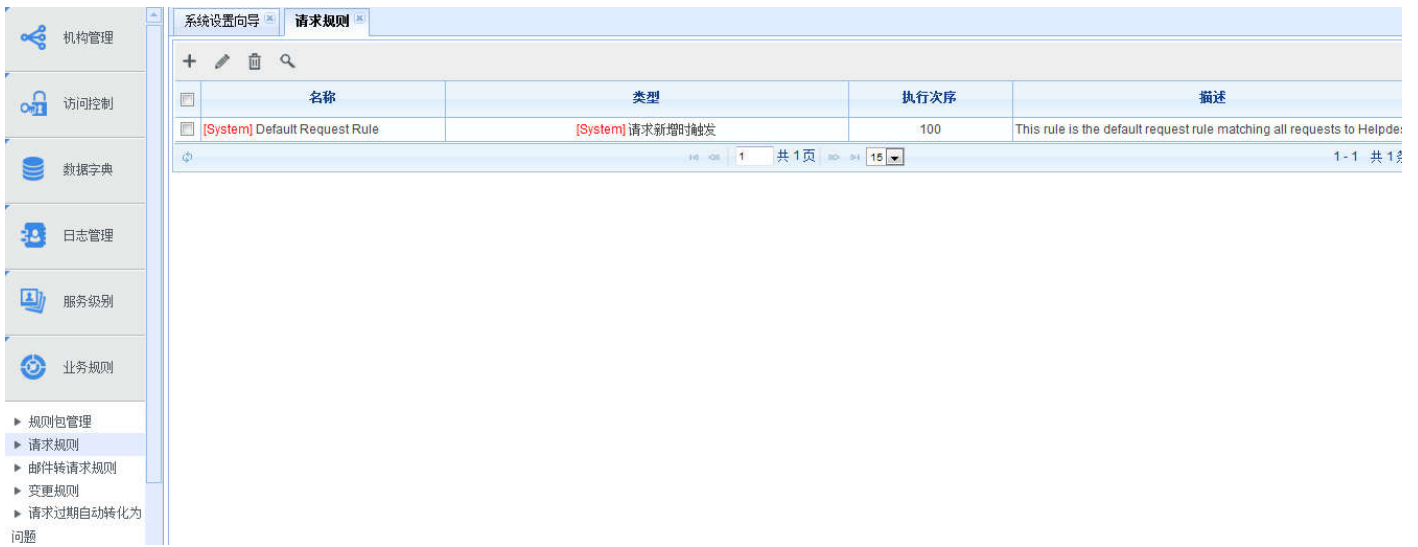 机构管理
访问控制
数据字典
日志管理
服务级别
业务规则
▶ 规则包管理
▶ 请求规则
▶ 邮件转请求规则
▶ 变更规则
▶ 请求过期自动转化为
问题
系统设置向导 请求规则
名称 类型 执行次序 描述
[System] Default Request Rule [System] 请求新增时触发 100 This rule is the default request rule matching all requests to Helpde
1 共 1页 15 1 - 1 共 1